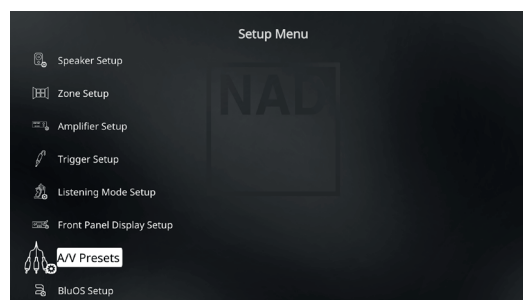 Setup Menu
Speaker Setup
Zone Setup
Amplifier Setup
Trigger Setup
Listening Mode Setup
Front Panel Display Setup
A/V Presets
BluOS Setup
NAD